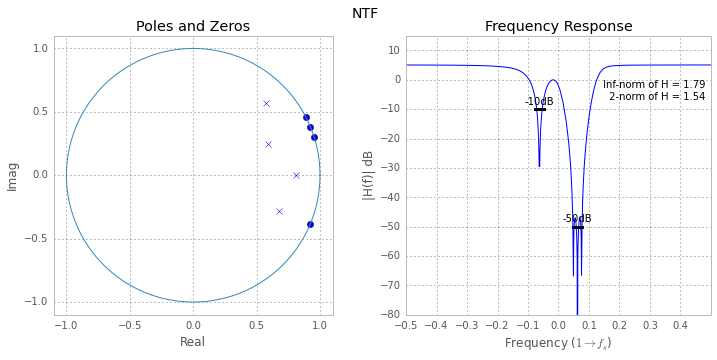 NTF
Poles and Zeros
Imag
1.0
0.5
0.0
−0.5
−1.0
−1.0 −0.5 0.0 0.5 1.0
Real
Frequency Response
|H(f)| dB
10
0
−10
−20
−30
−40
−50
−60
−70
−80
Inf-norm of H = 1.79
2-norm of H = 1.54
-10dB
-50dB
−0.5 −0.4 −0.3 −0.2 −0.1 0.0 0.1 0.2 0.3 0.4
Frequency (1→f_s)